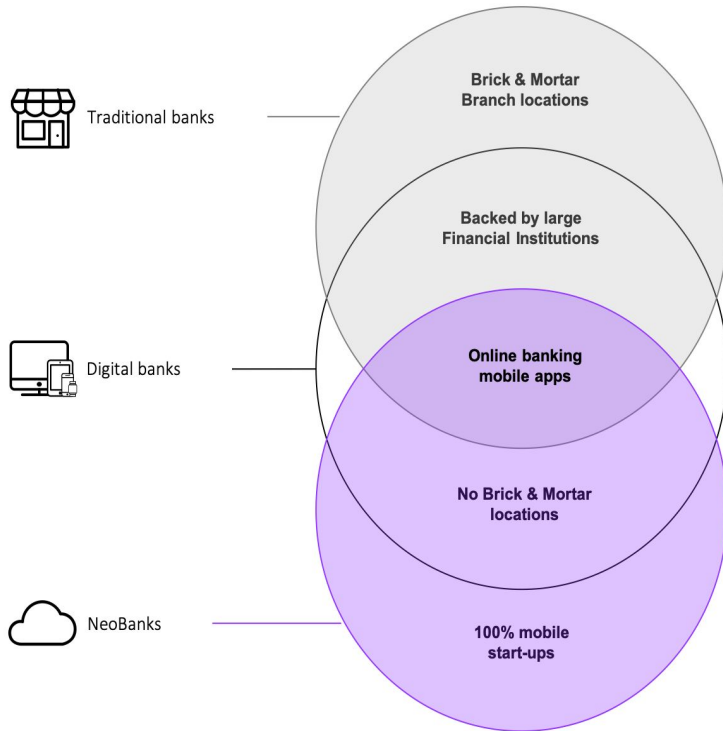 Brick & Mortar
Branch locations
Traditional banks
Backed by large
Financial Institutions
Online banking
mobile apps
Digital banks
No Brick & Mortar
locations
NeoBanks
100% mobile
start-ups